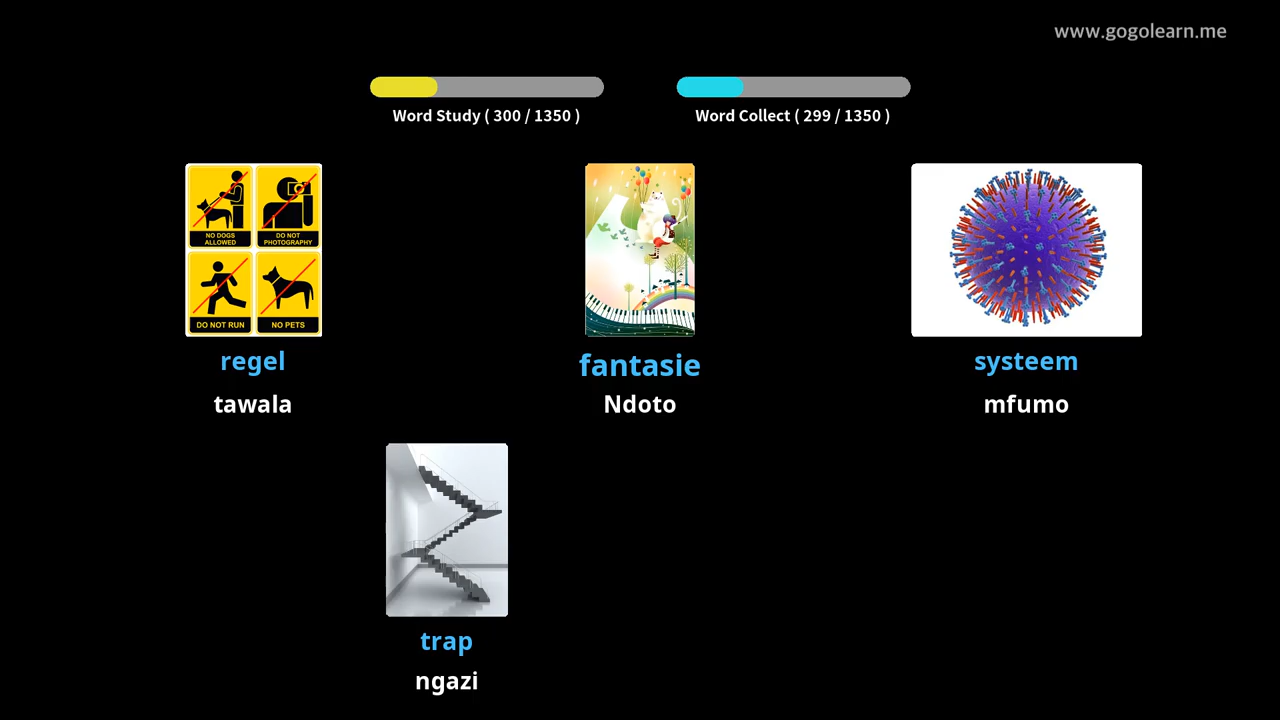 www.gogolearn.me
Word Study ( 300 / 1350 )
Word Collect ( 299 / 1350 )
NO DOGS
ALLOWED
DO NOT
PHOTOGRAPHY
DO NOT RUN
NO PETS
regel
fantasie
systeem
tawala
Ndoto
mfumo
trap
ngazi